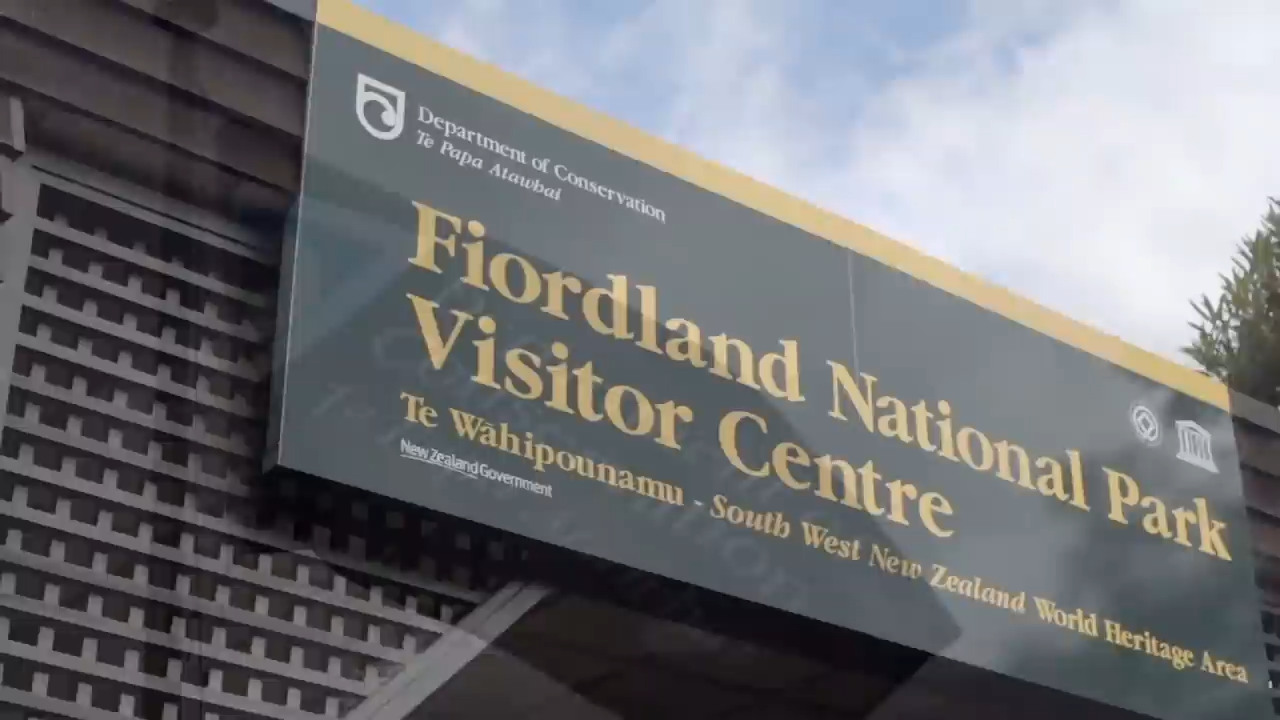 Department of Conservation
Te Papa Atawhai
Fiordland National Park
Visitor Centre
Te Wāhipounamu - South West New Zealand World Heritage Area
New Zealand Government